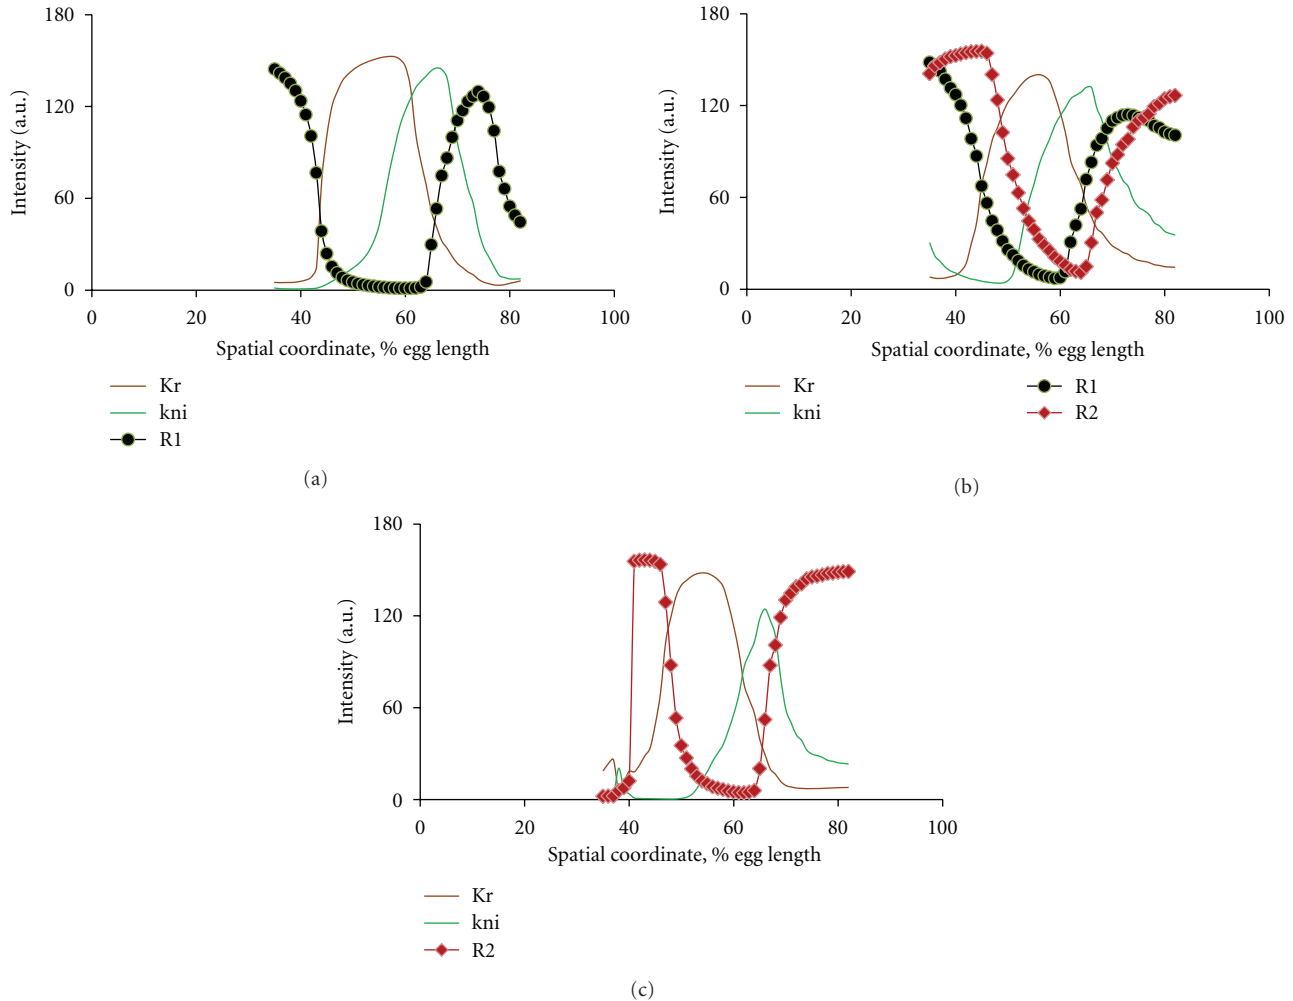 180
120
60
0
Intensity (a.u.)
0 20 40 60 80 100
Spatial coordinate, % egg length
Kr
kni
R1
(a)
180
120
60
0
Intensity (a.u.)
0 20 40 60 80 100
Spatial coordinate, % egg length
Kr R1
kni R2
(b)
180
120
60
0
Intensity (a.u.)
0 20 40 60 80 100
Spatial coordinate, % egg length
Kr
kni
R2
(c)